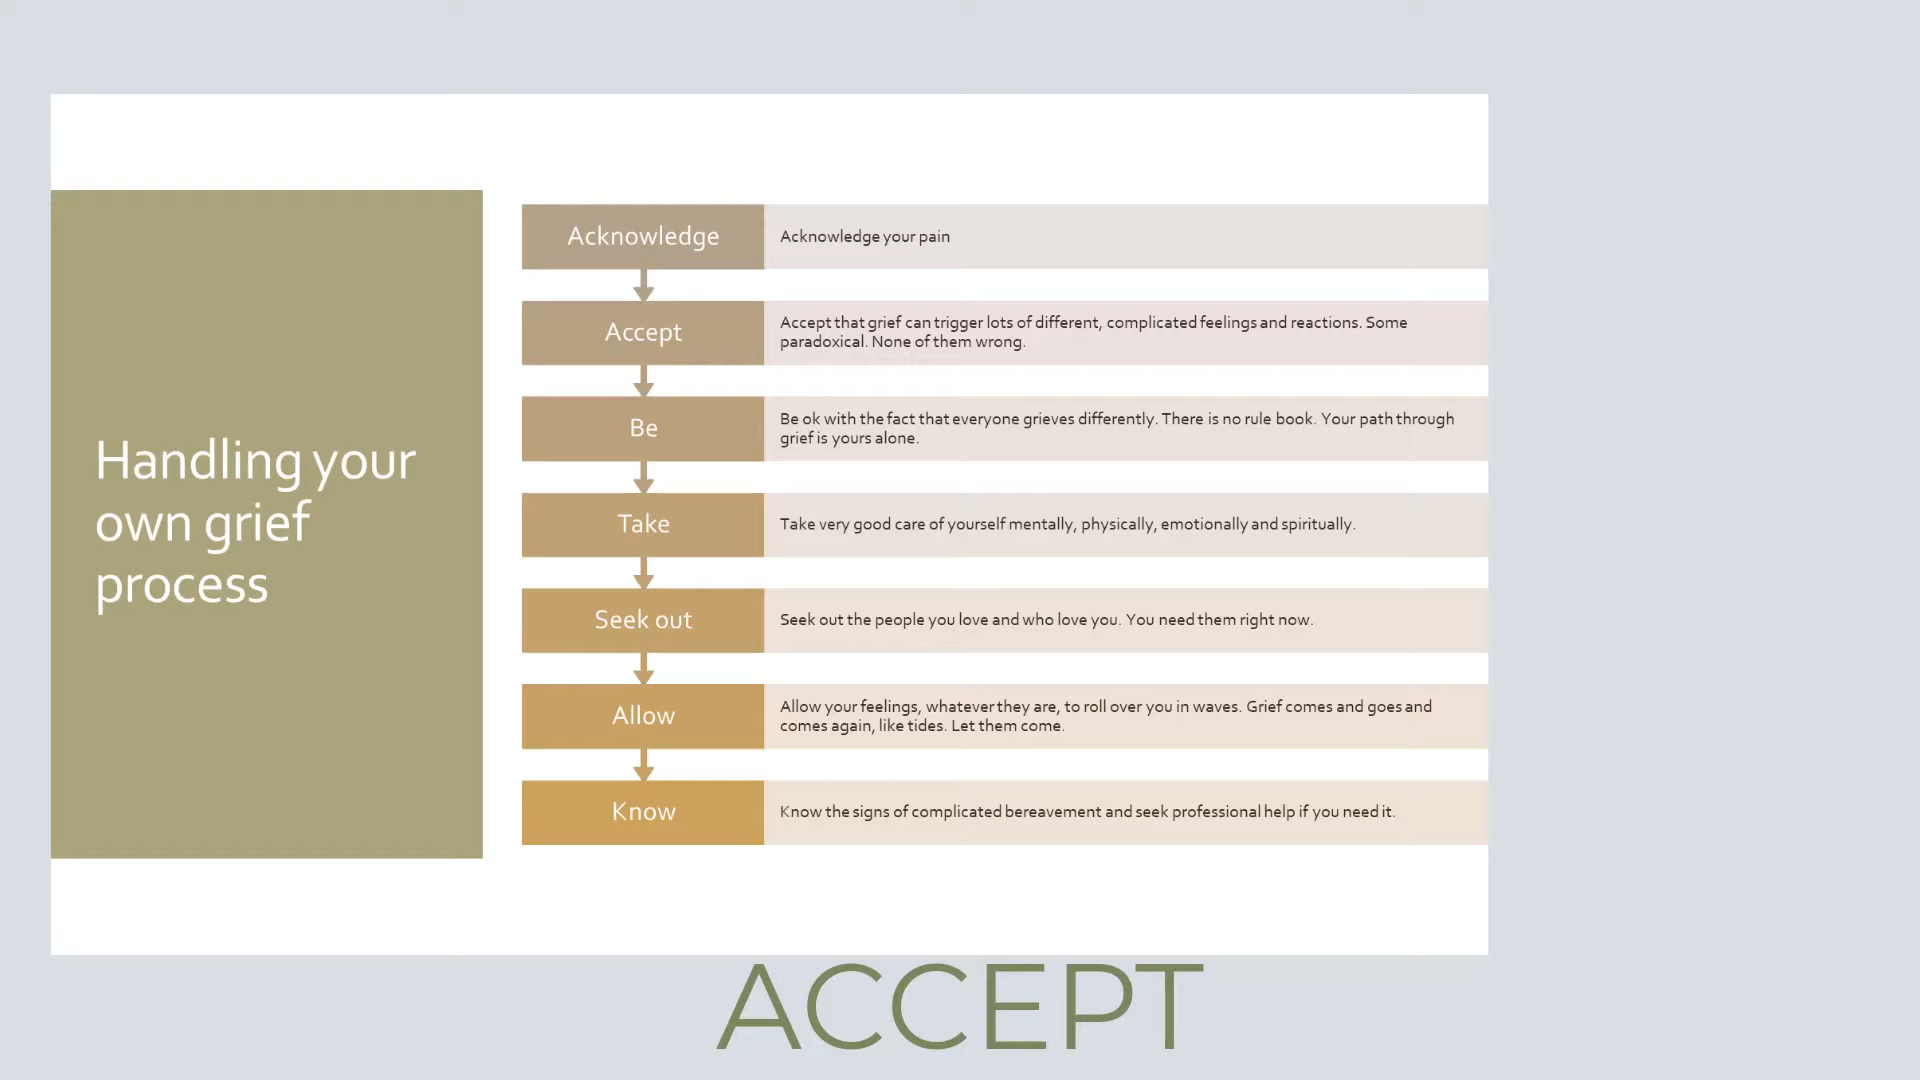 Handling your
own grief
process
Acknowledge
Acknowledge your pain
Accept
Accept that grief can trigger lots of different, complicated feelings and reactions. Some
paradoxical. None of them wrong.
Be
Be ok with the fact that everyone grieves differently. There is no rule book. Your path through
grief is yours alone.
Take
Take very good care of yourself mentally, physically, emotionally and spiritually.
Seek out
Seek out the people you love and who love you. You need them right now.
Allow
Allow your feelings, whatever they are, to roll over you in waves. Grief comes and goes and
comes again, like tides. Let them come.
Know
Know the signs of complicated bereavement and seek professional help if you need it.
ACCEPT